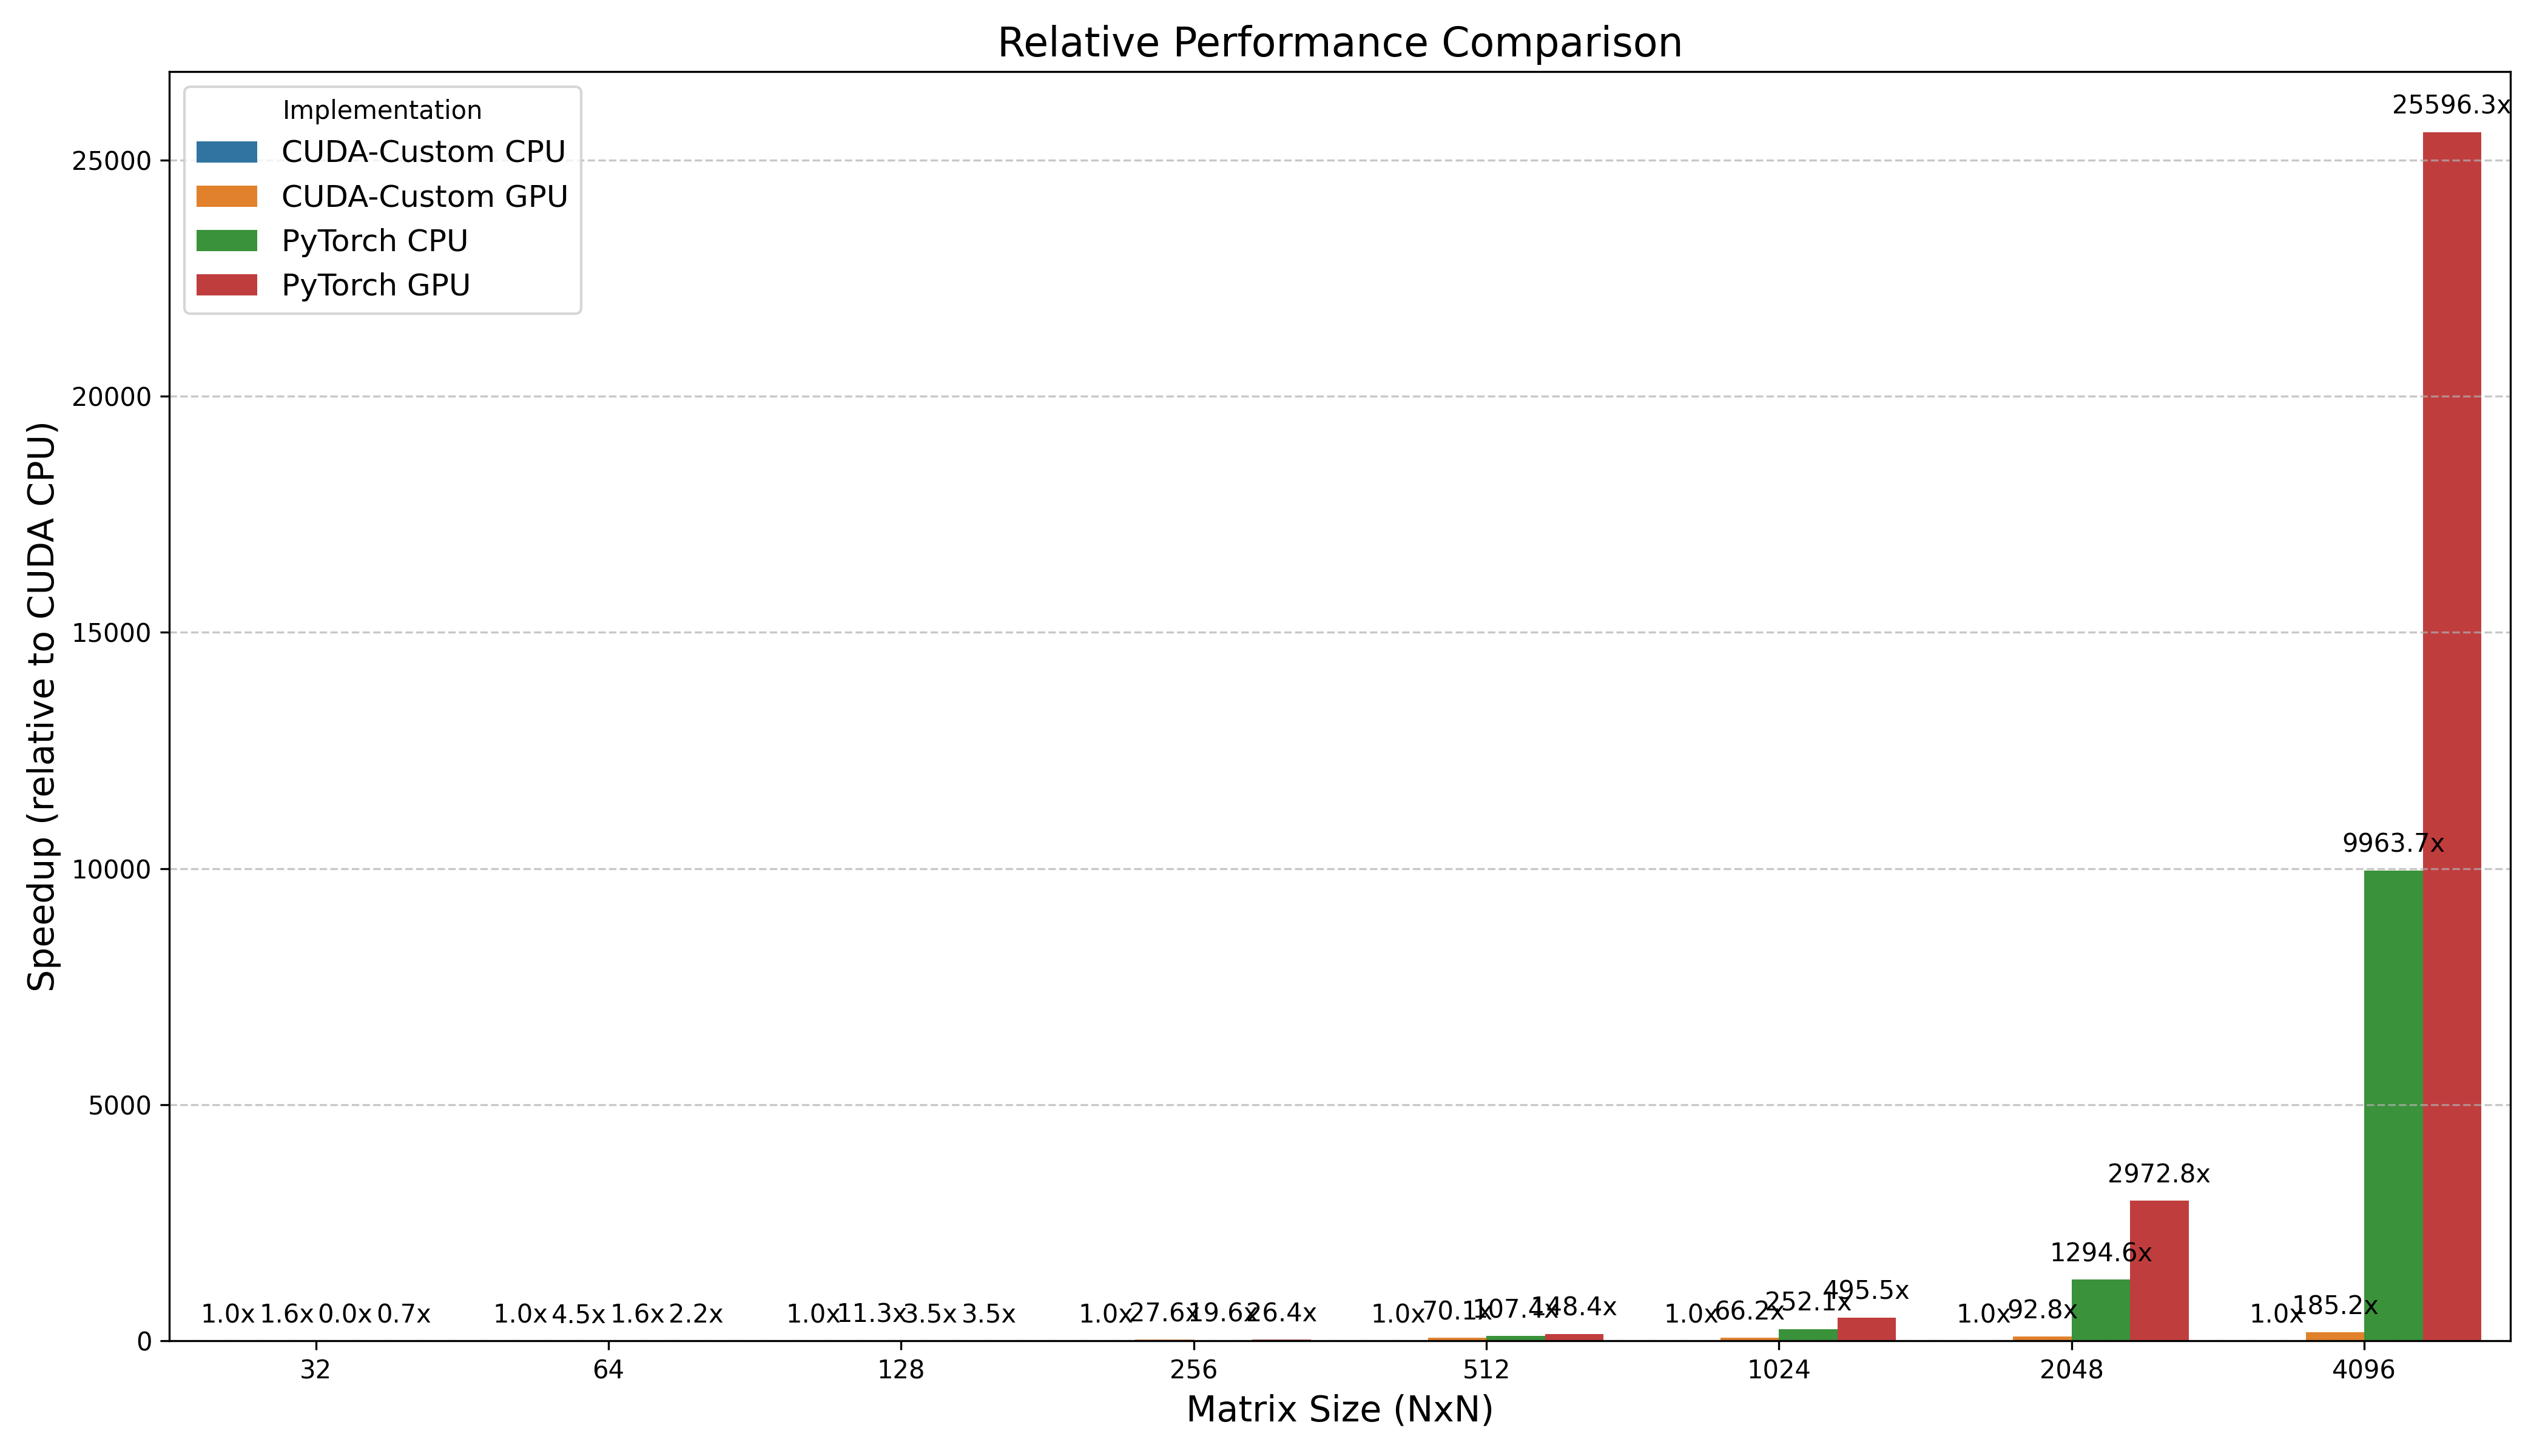 Relative Performance Comparison
Implementation
CUDA-Custom CPU
CUDA-Custom GPU
PyTorch CPU
PyTorch GPU
Speedup (relative to CUDA CPU)
25000
20000
15000
10000
5000
0
1.0x 1.6x 0.0x 0.7x
1.0x 4.5x 1.6x 2.2x
1.0x 11.3x 3.5x 3.5x
1.0x 27.6x 19.6x 26.4x
1.0x 70.1x 107.4x 148.4x
1.0x 66.2x 252.1x 495.5x
1.0x 92.8x 1294.6x 2972.8x
1.0x 185.2x 9963.7x 25596.3x
32 64 128 256 512 1024 2048 4096
Matrix Size (NxN)